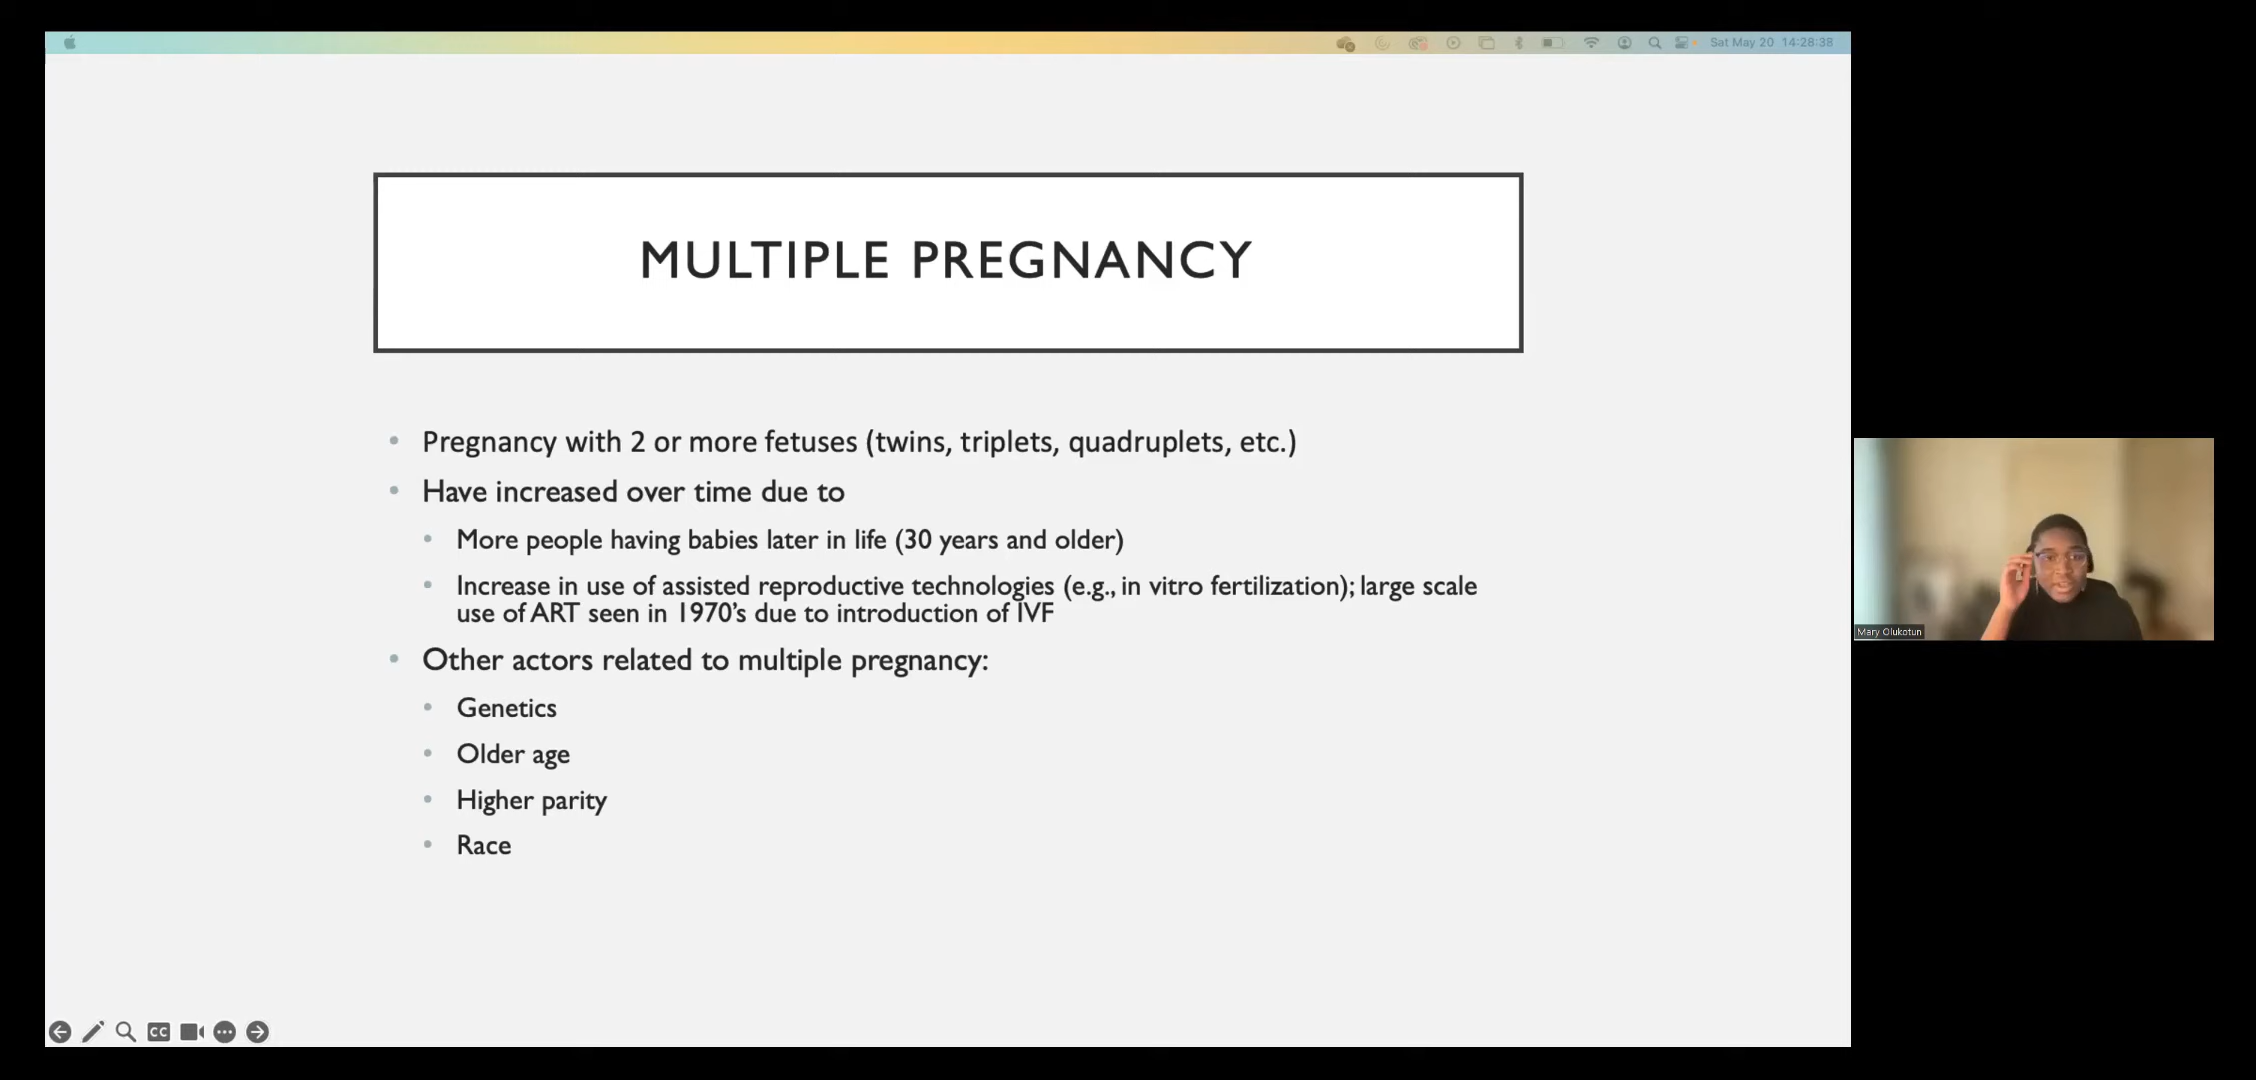 Sat May 20 14:28:38
MULTIPLE PREGNANCY
Pregnancy with 2 or more fetuses (twins, triplets, quadruplets, etc.)
Have increased over time due to
More people having babies later in life (30 years and older)
Increase in use of assisted reproductive technologies (e.g., in vitro fertilization); large scale
use of ART seen in 1970's due to introduction of IVF
Other actors related to multiple pregnancy:
Genetics
Older age
Higher parity
Race
Mary Olukotun
CC